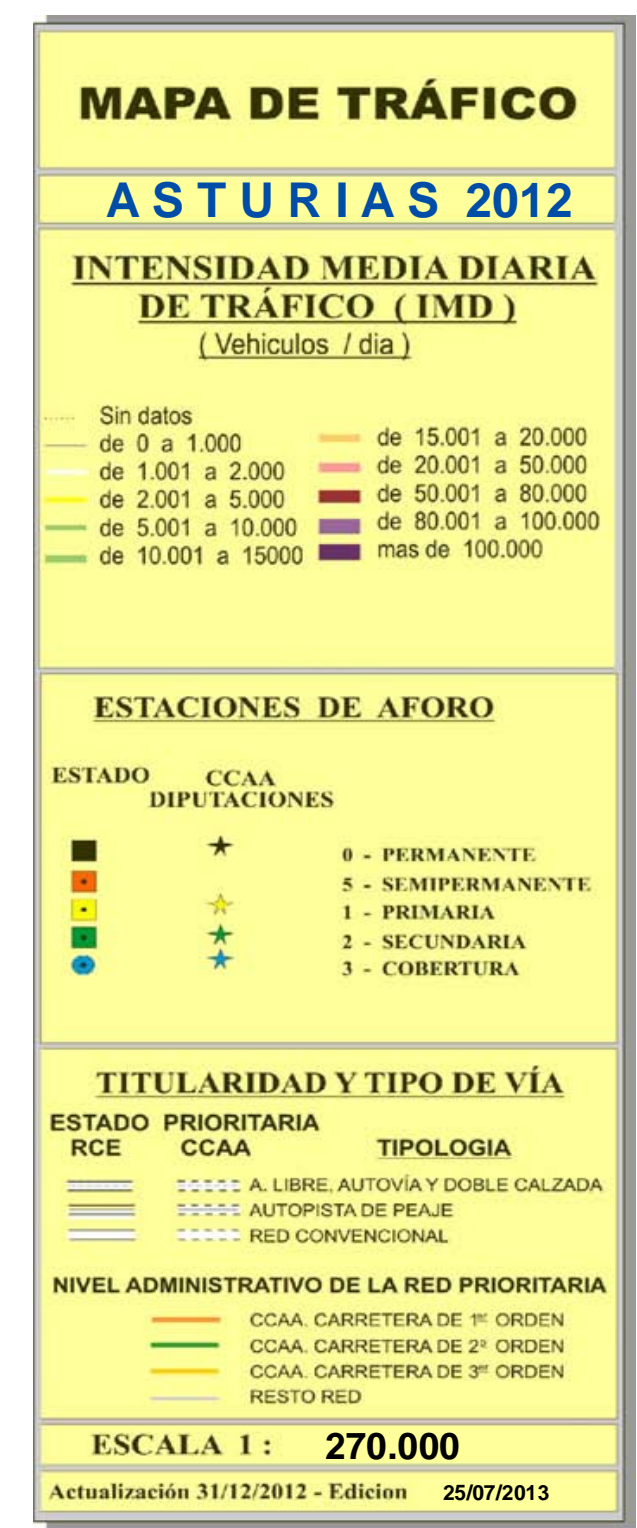 MAPA DE TRÁFICO
ASTURIAS 2012
INTENSIDAD MEDIA DIARIA
DE TRÁFICO ( IMD )
( Vehiculos / dia )
Sin datos
de 0 a 1.000
de 1.001 a 2.000
de 2.001 a 5.000
de 5.001 a 10.000
de 10.001 a 15000
de 15.001 a 20.000
de 20.001 a 50.000
de 50.001 a 80.000
de 80.001 a 100.000
mas de 100.000
ESTACIONES DE AFORO
ESTADO CCAA
DIPUTACIONES
0 - PERMANENTE
5 - SEMIPERMANENTE
1 - PRIMARIA
2 - SECUNDARIA
3 - COBERTURA
TITULARIDAD Y TIPO DE VÍA
ESTADO PRIORITARIA
RCE CCAA TIPOLOGIA
A. LIBRE, AUTOVÍA Y DOBLE CALZADA
AUTOPISTA DE PEAJE
RED CONVENCIONAL
NIVEL ADMINISTRATIVO DE LA RED PRIORITARIA
CCAA. CARRETERA DE 1er ORDEN
CCAA. CARRETERA DE 2º ORDEN
CCAA. CARRETERA DE 3er ORDEN
RESTO RED
ESCALA 1 : 270.000
Actualización 31/12/2012 - Edicion 25/07/2013